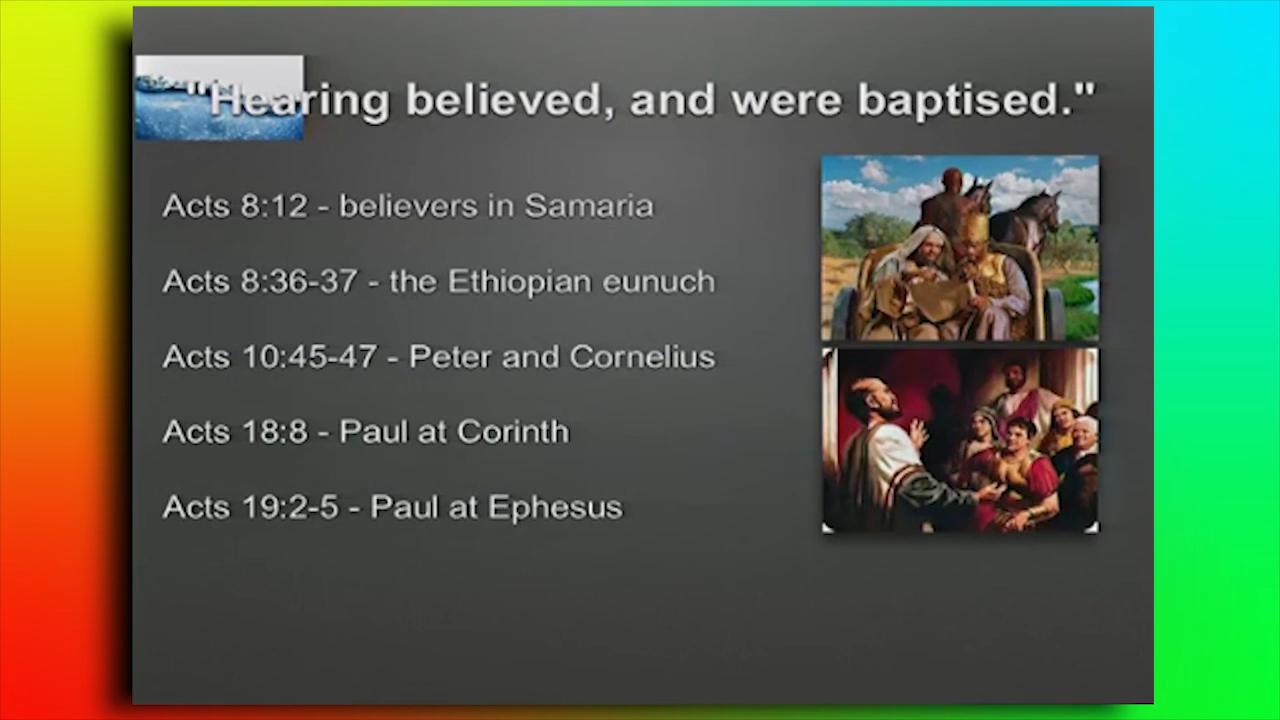 "Hearing believed, and were baptised."
Acts 8:12 - believers in Samaria
Acts 8:36-37 - the Ethiopian eunuch
Acts 10:45-47 - Peter and Cornelius
Acts 18:8 - Paul at Corinth
Acts 19:2-5 - Paul at Ephesus